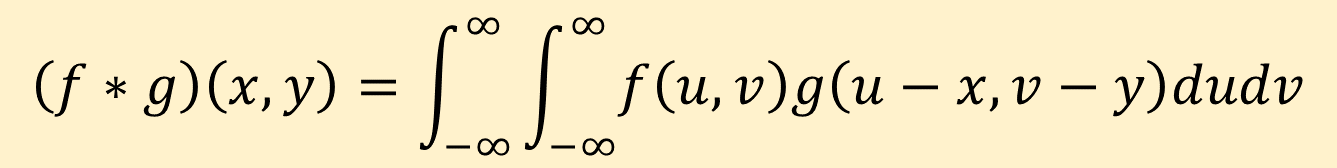 (f ∗ g)(x, y) = ∫_{−∞}^{∞} ∫_{−∞}^{∞} f(u, v)g(u − x, v − y)dudv